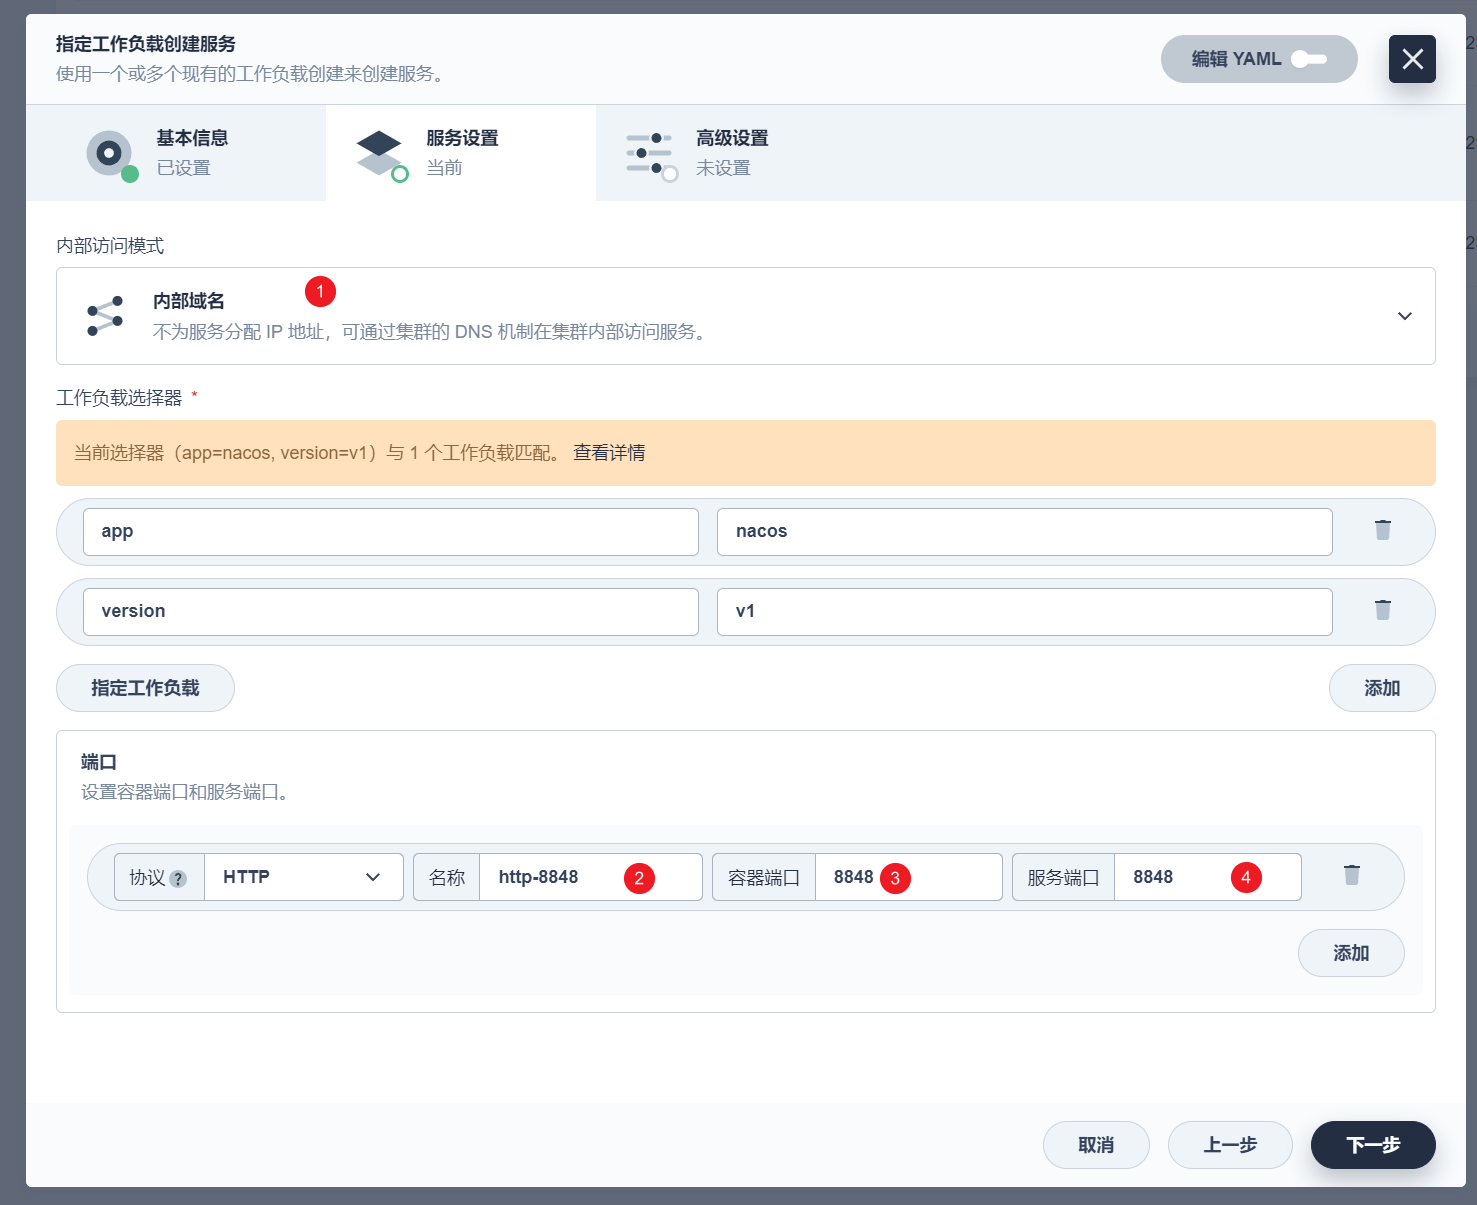 指定工作负载创建服务
使用一个或多个现有的工作负载创建来创建服务。
编辑 YAML
基本信息
已设置
服务设置
当前
高级设置
未设置
内部访问模式
内部域名
1
不为服务分配 IP 地址，可通过集群的 DNS 机制在集群内部访问服务。
工作负载选择器 *
当前选择器（app=nacos, version=v1）与 1 个工作负载匹配。 查看详情
app nacos
version v1
指定工作负载 添加
端口
设置容器端口和服务端口。
协议 ? HTTP 名称 http-8848 2 容器端口 8848 3 服务端口 8848 4
添加
取消 上一步 下一步
2
2
2